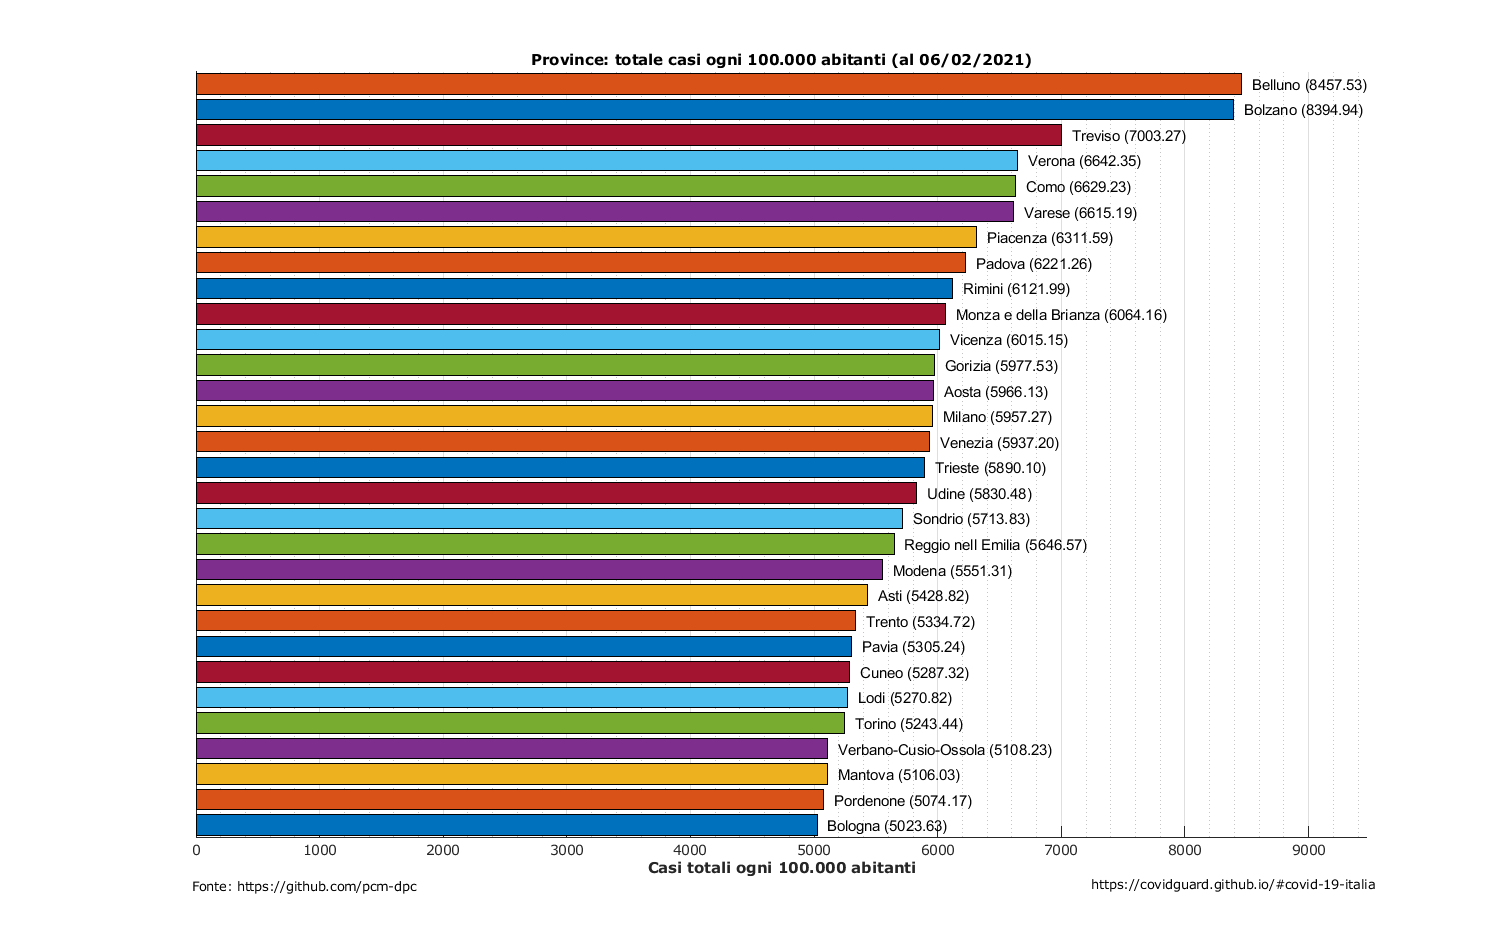 Province: totale casi ogni 100.000 abitanti (al 06/02/2021)
Belluno (8457.53)
Bolzano (8394.94)
Treviso (7003.27)
Verona (6642.35)
Como (6629.23)
Varese (6615.19)
Piacenza (6311.59)
Padova (6221.26)
Rimini (6121.99)
Monza e della Brianza (6064.16)
Vicenza (6015.15)
Gorizia (5977.53)
Aosta (5966.13)
Milano (5957.27)
Venezia (5937.20)
Trieste (5890.10)
Udine (5830.48)
Sondrio (5713.83)
Reggio nell Emilia (5646.57)
Modena (5551.31)
Asti (5428.82)
Trento (5334.72)
Pavia (5305.24)
Cuneo (5287.32)
Lodi (5270.82)
Torino (5243.44)
Verbano-Cusio-Ossola (5108.23)
Mantova (5106.03)
Pordenone (5074.17)
Bologna (5023.63)
0 1000 2000 3000 4000 5000 6000 7000 8000 9000
Casi totali ogni 100.000 abitanti
Fonte: https://github.com/pcm-dpc
https://covidguard.github.io/#covid-19-italia